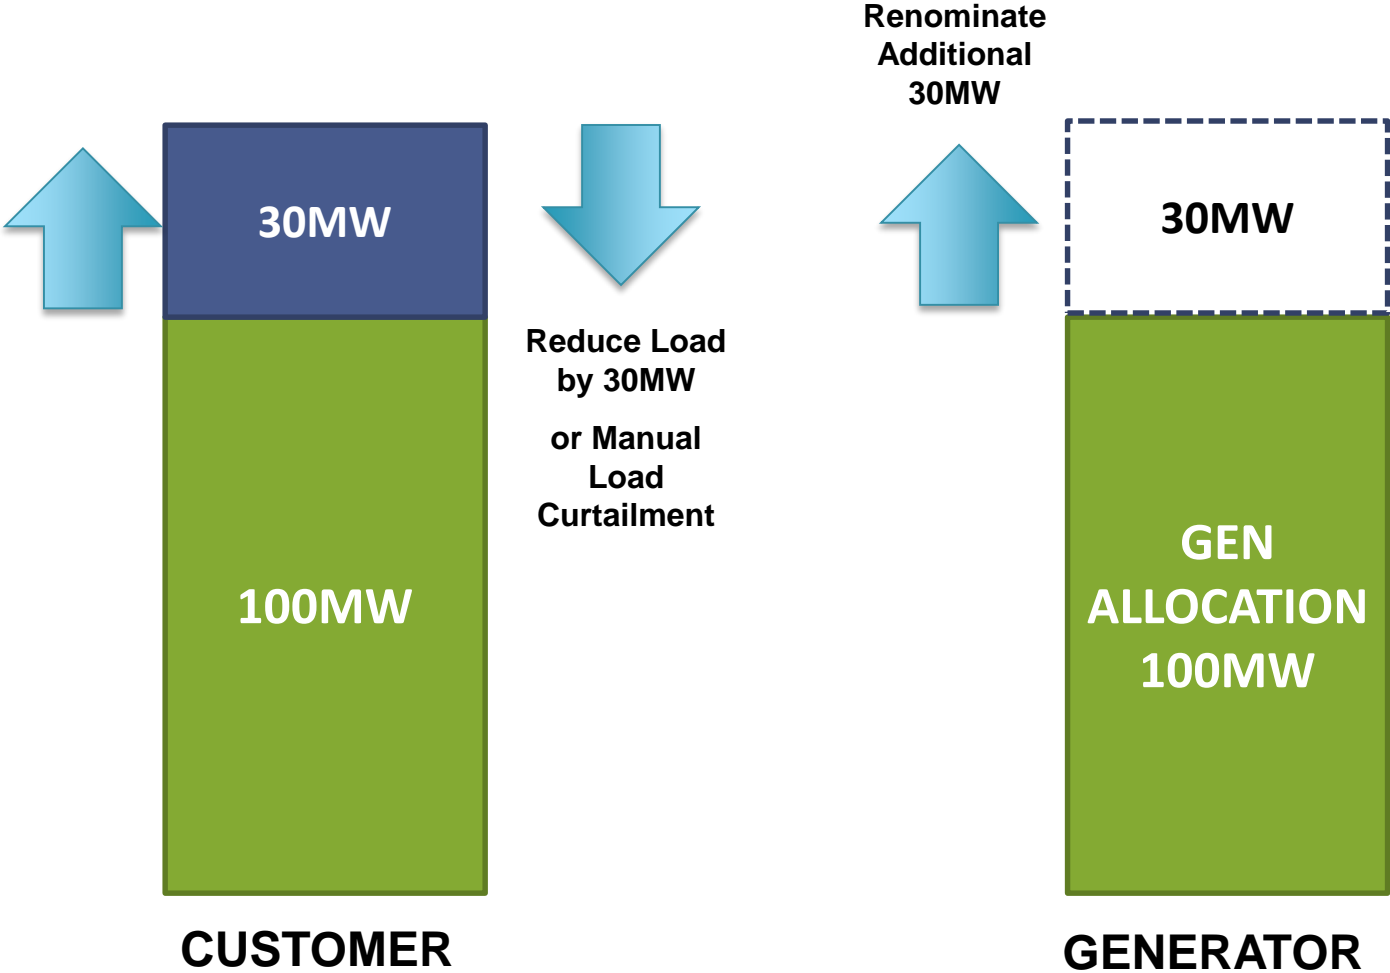 Renominate
Additional
30MW
30MW
30MW
Reduce Load
by 30MW
or Manual
Load
Curtailment
100MW
GEN
ALLOCATION
100MW
CUSTOMER
GENERATOR